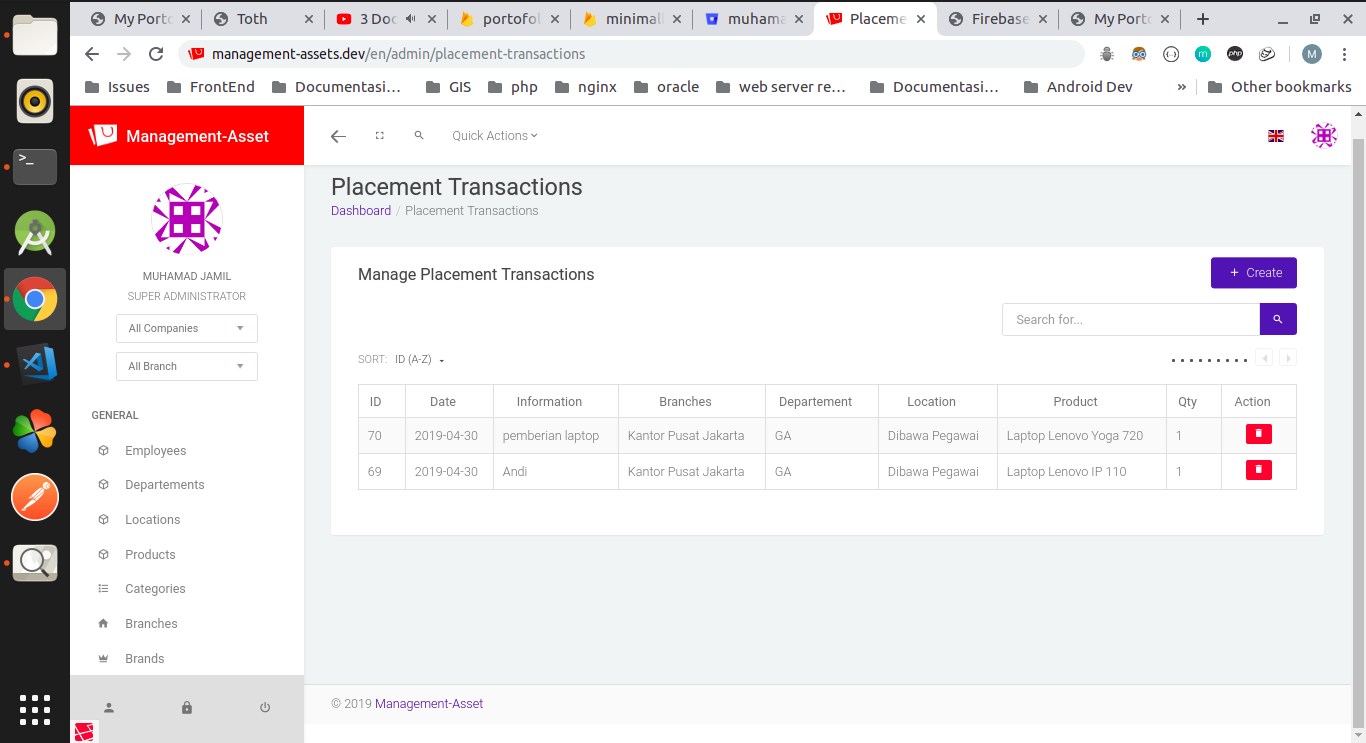 My Porto
Toth
3 Doc
portofol
minimali
muhama
Placeme
Firebase
My Porto
management-assets.dev/en/admin/placement-transactions
M
Issues
FrontEnd
Documentasi...
GIS
php
nginx
oracle
web server re...
Documentasi...
Android Dev
»
Other bookmarks
Management-Asset
Quick Actions
MUHAMAD JAMIL
SUPER ADMINISTRATOR
All Companies
All Branch
GENERAL
Employees
Departements
Locations
Products
Categories
Branches
Brands
Placement Transactions
Dashboard / Placement Transactions
Manage Placement Transactions
+ Create
Search for...
SORT: ID (A-Z)
ID Date Information Branches Departement Location Product Qty Action
70 2019-04-30 pemberian laptop Kantor Pusat Jakarta GA Dibawa Pegawai Laptop Lenovo Yoga 720 1
69 2019-04-30 Andi Kantor Pusat Jakarta GA Dibawa Pegawai Laptop Lenovo IP 110 1
© 2019 Management-Asset